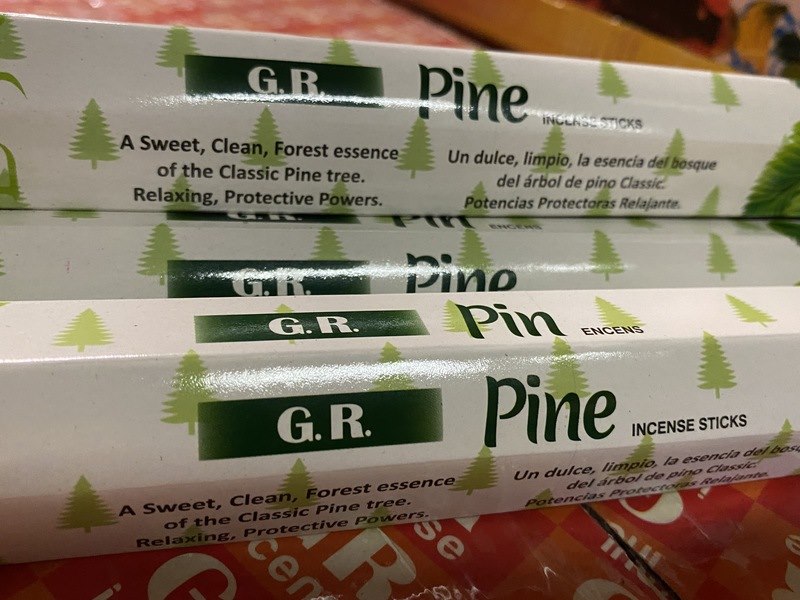 G.R.
Pine
INCENSE STICKS
A Sweet, Clean, Forest essence
of the Classic Pine tree.
Relaxing, Protective Powers.
Un dulce, limpio, la esencia del bosque
del árbol de pino Classic.
Potencias Protectoras Relajante.
G.R.
Pin
ENCENS
G.R.
Pine
G.R.
Pin
ENCENS
G.R.
Pine
INCENSE STICKS
A Sweet, Clean, Forest essence
of the Classic Pine tree.
Relaxing, Protective Powers.
Un dulce, limpio, la esencia del bosq
del árbol de pino Classic.
Potencias Protectoras Relajante.